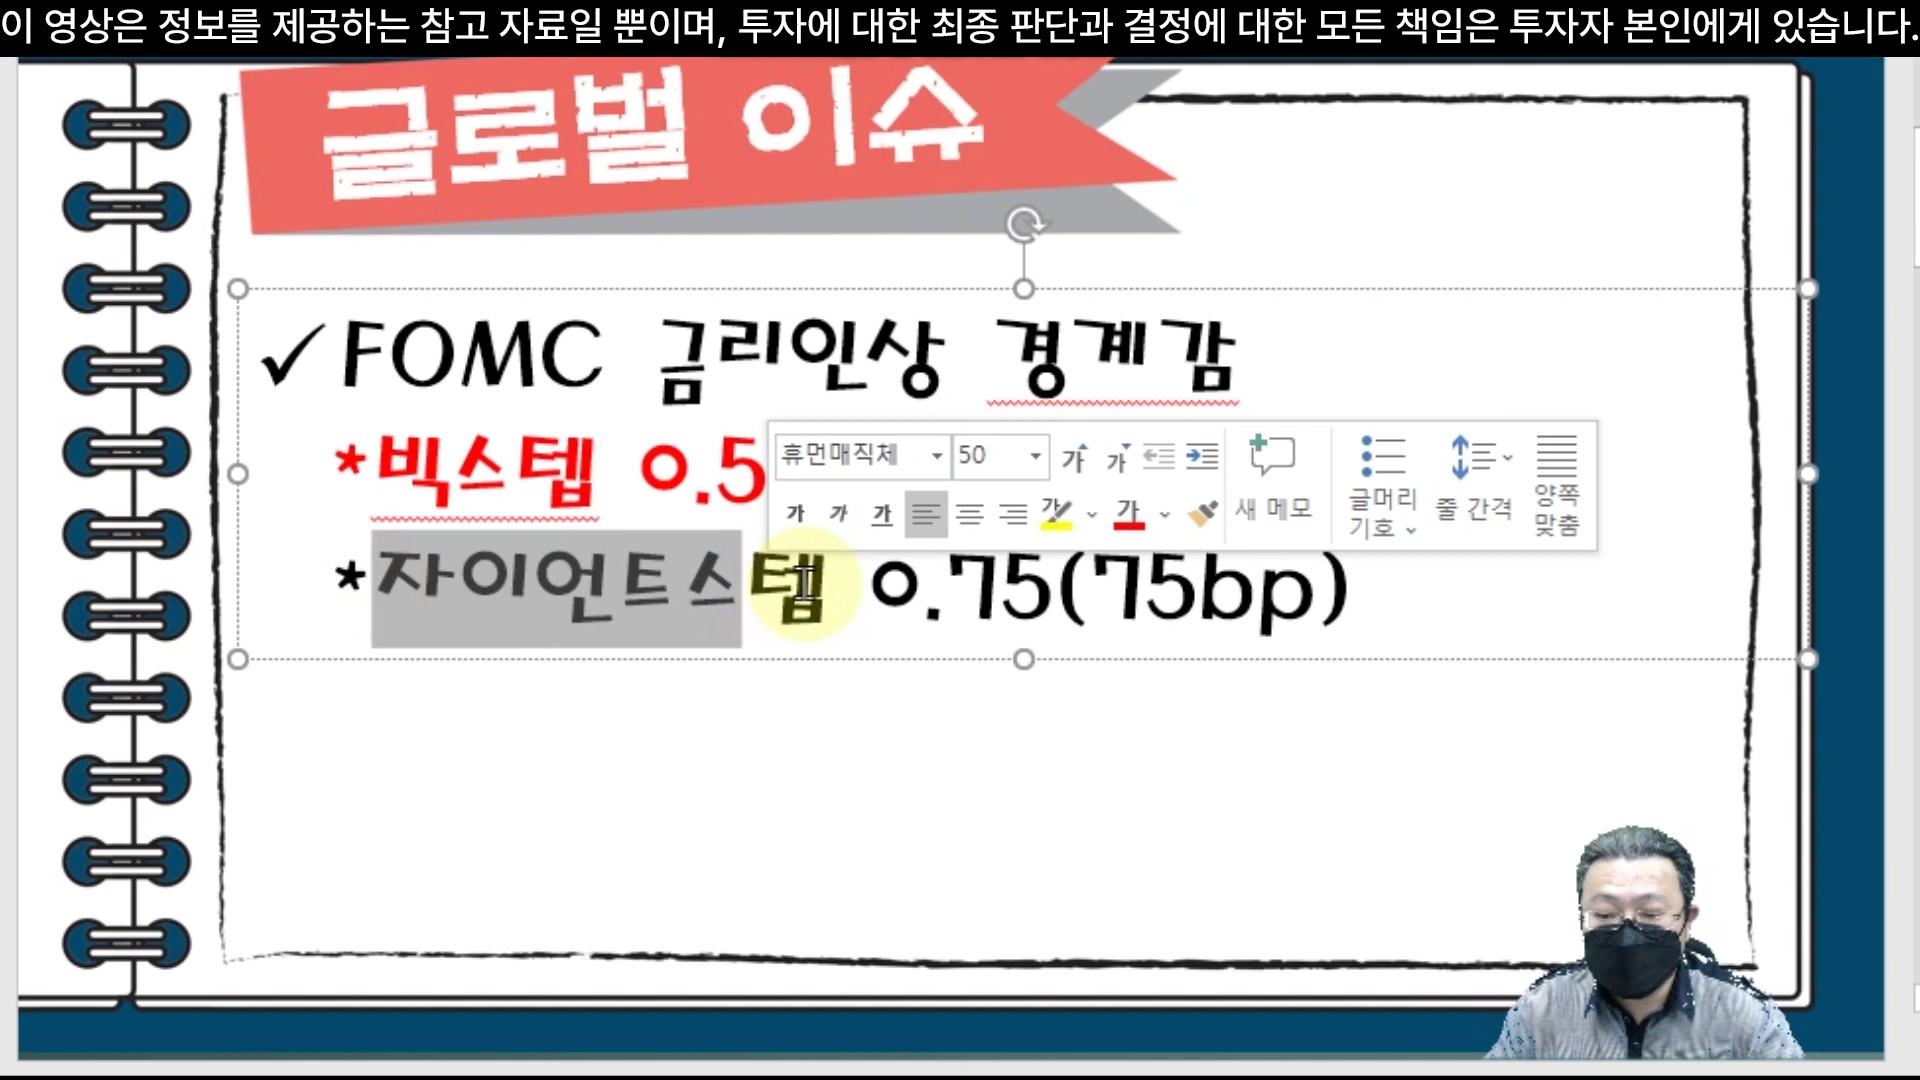 이 영상은 정보를 제공하는 참고 자료일 뿐이며, 투자에 대한 최종 판단과 결정에 대한 모든 책임은 투자자 본인에게 있습니다.
글로벌 이슈
✓FOMC 금리인상 경계감
*빅스텝 0.5
휴먼매직체 50 가 가
가 가 가 가 가 새 메모 글머리 기호 줄 간격 양쪽 맞춤
*자이언트스텝 0.75(75bp)